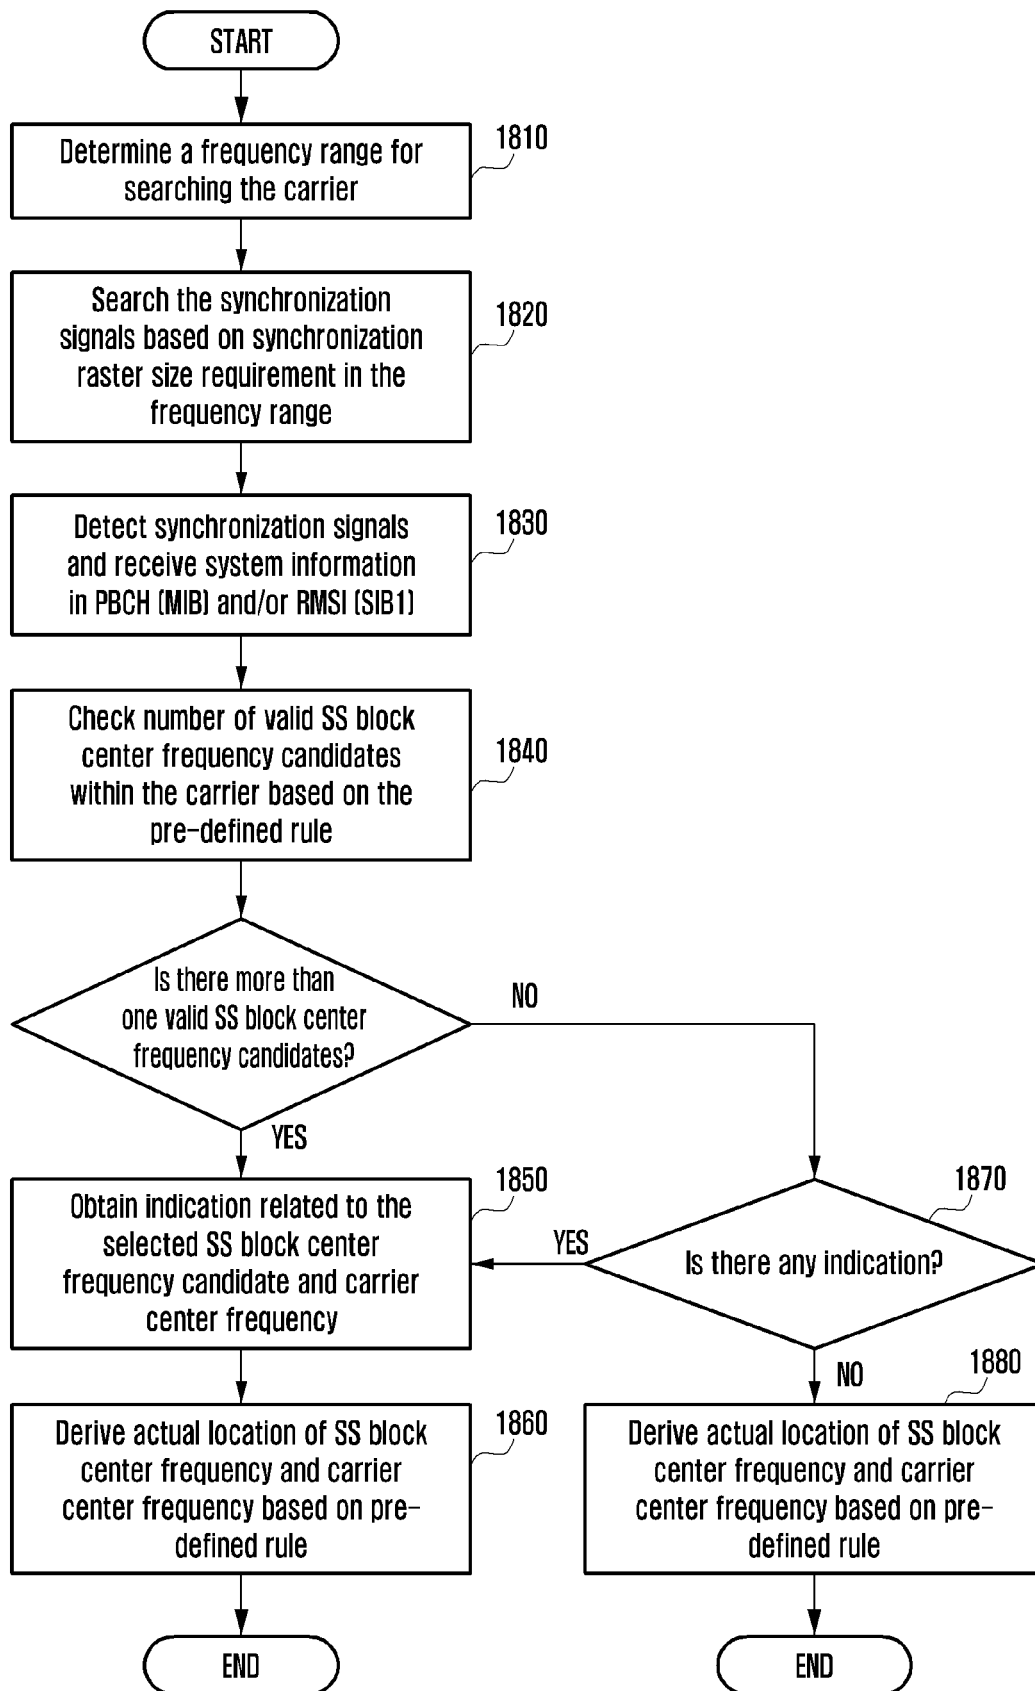 START
1810
Determine a frequency range for
searching the carrier
1820
Search the synchronization
signals based on synchronization
raster size requirement in the
frequency range
1830
Detect synchronization signals
and receive system information
in PBCH (MIB) and/or RMSI (SIB1)
1840
Check number of valid SS block
center frequency candidates
within the carrier based on the
pre-defined rule
Is there more than
one valid SS block center
frequency candidates?
NO
YES
1850
Obtain indication related to the
selected SS block center
frequency candidate and carrier
center frequency
1870
YES
Is there any indication?
NO
1860
Derive actual location of SS block
center frequency and carrier
center frequency based on pre-
defined rule
1880
Derive actual location of SS block
center frequency and carrier
center frequency based on pre-
defined rule
END
END